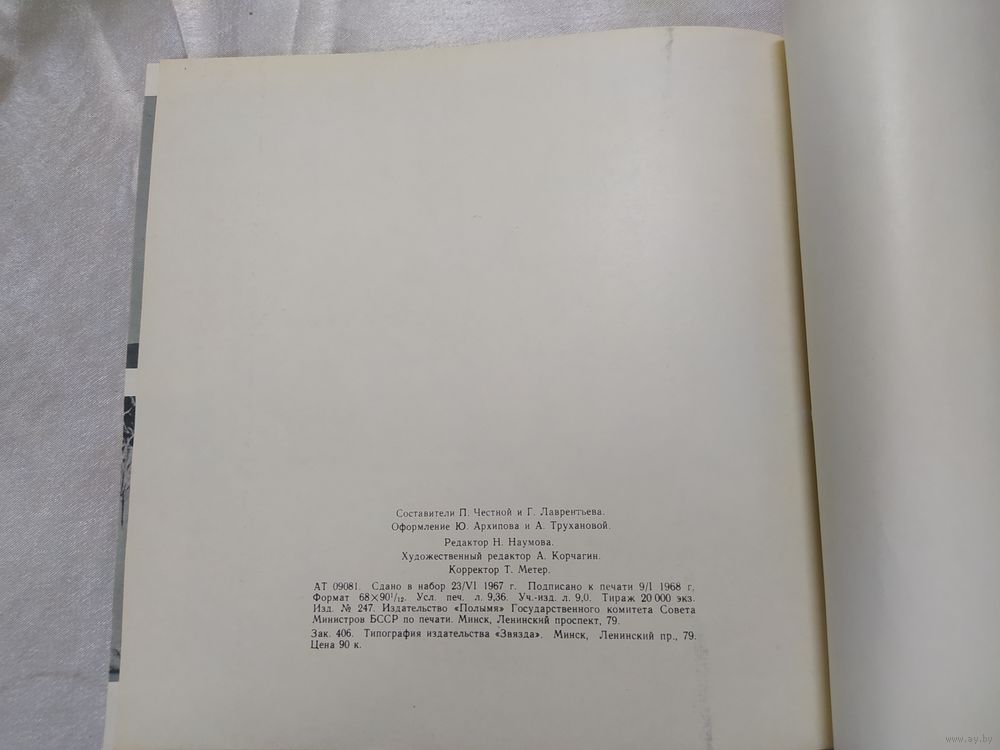 Составители П. Честной и Г. Лаврентьева.
Оформление Ю. Архипова и А. Трухановой.
Редактор Н. Наумова.
Художественный редактор А. Корчагин.
Корректор Т. Метер.
АТ 09081. Сдано в набор 23/VI 1967 г. Подписано к печати 9/I 1968 г.
Формат 68×90¹/₁₂. Усл. печ. л. 9,36. Уч.-изд. л. 9,0. Тираж 20 000 экз.
Изд. № 247. Издательство «Полымя» Государственного комитета Совета
Министров БССР по печати. Минск, Ленинский проспект, 79.
Зак. 406. Типография издательства «Звязда». Минск, Ленинский пр., 79.
Цена 90 к.
www.ay.by